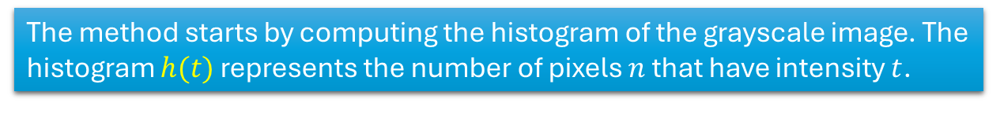 The method starts by computing the histogram of the grayscale image. The
histogram h(t) represents the number of pixels n that have intensity t.